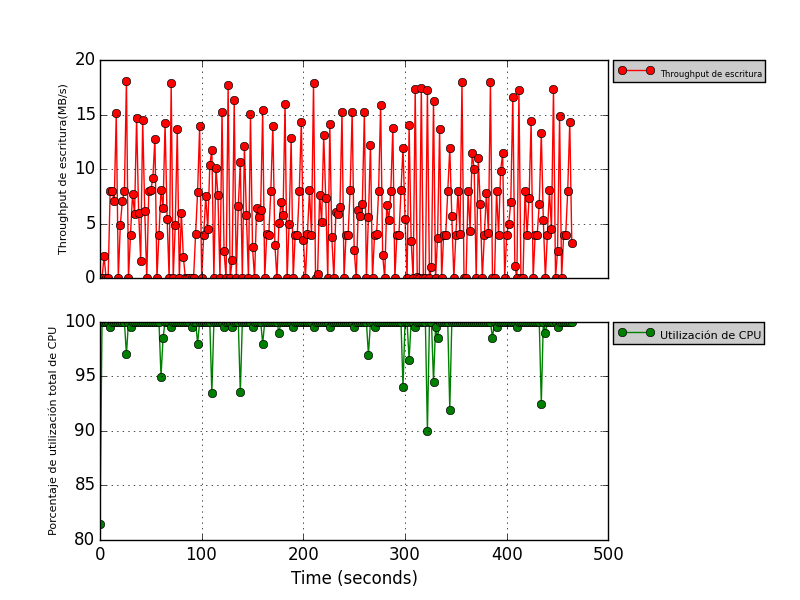 20
15
10
5
0
Throughput de escritura(MB/s)
Throughput de escritura
100
95
90
85
80
Porcentaje de utilización total de CPU
Utilización de CPU
0 100 200 300 400 500
Time (seconds)